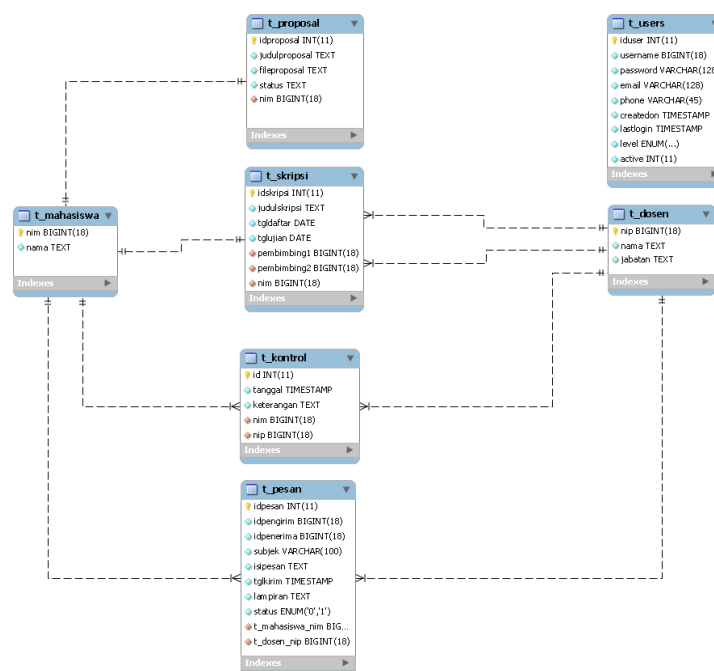 t_proposal
idproposal INT(11)
judulproposal TEXT
fileproposal TEXT
status TEXT
nim BIGINT(18)
Indexes
t_users
iduser INT(11)
username BIGINT(18)
password VARCHAR(128
email VARCHAR(128)
phone VARCHAR(45)
createdon TIMESTAMP
lastlogin TIMESTAMP
level ENUM(...)
active INT(11)
Indexes
t_skripsi
idskripsi INT(11)
judulskripsi TEXT
tgldaftar DATE
tglujian DATE
pembimbing1 BIGINT(18)
pembimbing2 BIGINT(18)
nim BIGINT(18)
Indexes
t_mahasiswa
nim BIGINT(18)
nama TEXT
Indexes
t_dosen
nip BIGINT(18)
nama TEXT
jabatan TEXT
Indexes
t_kontrol
id INT(11)
tanggal TIMESTAMP
keterangan TEXT
nim BIGINT(18)
nip BIGINT(18)
Indexes
t_pesan
idpesan INT(11)
idpengirim BIGINT(18)
idpenerima BIGINT(18)
subjek VARCHAR(100)
isipesan TEXT
tglkirim TIMESTAMP
lampiran TEXT
status ENUM('0','1')
t_mahasiswa_nim BIG...
t_dosen_nip BIGINT(18)
Indexes